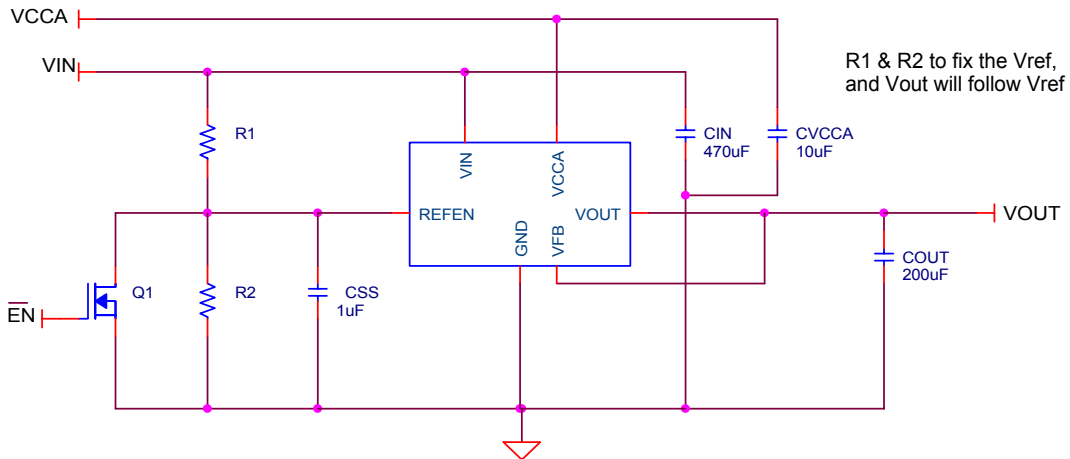 VCCA
VIN
R1 & R2 to fix the Vref,
and Vout will follow Vref
R1
CIN
470uF
CVCCA
10uF
VIN
VCCA
REFEN
VOUT
GND
VFB
VOUT
COUT
200uF
EN
Q1
R2
CSS
1uF